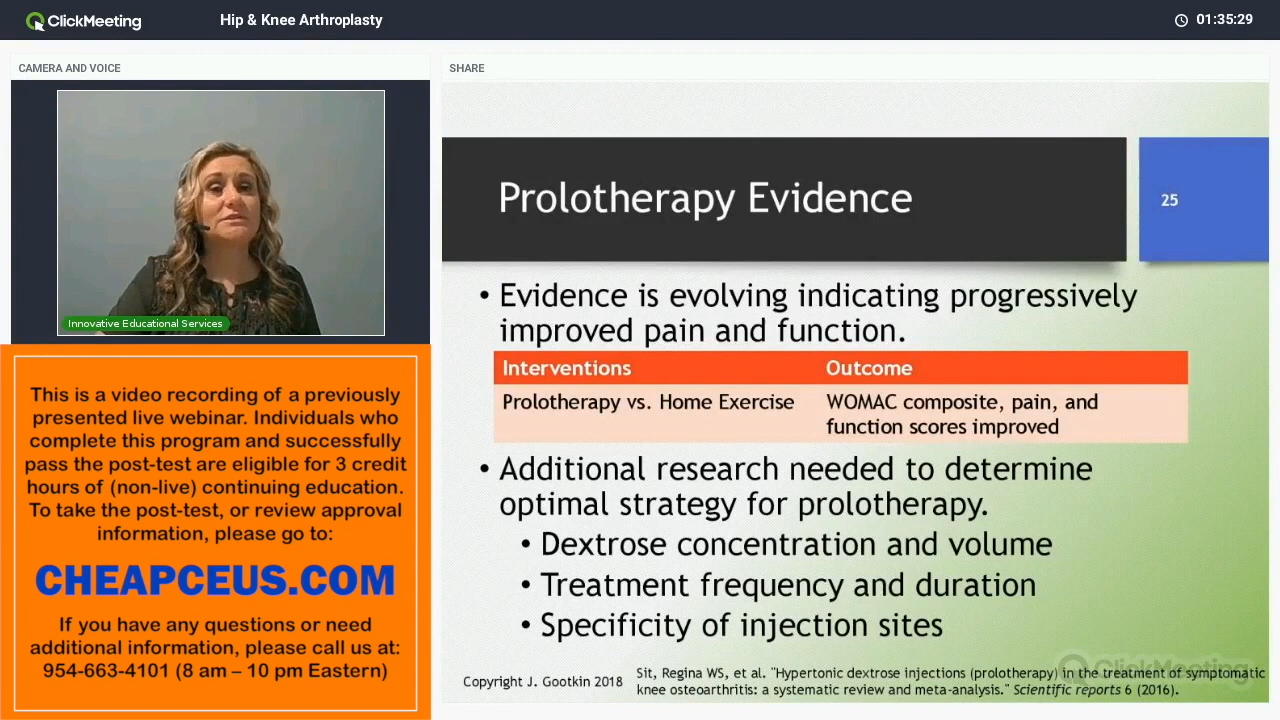 ClickMeeting
Hip & Knee Arthroplasty
01:35:29
CAMERA AND VOICE
Innovative Educational Services
This is a video recording of a previously
presented live webinar. Individuals who
complete this program and successfully
pass the post-test are eligible for 3 credit
hours of (non-live) continuing education.
To take the post-test, or review approval
information, please go to:
CHEAPCEUS.COM
If you have any questions or need
additional information, please call us at:
954-663-4101 (8 am – 10 pm Eastern)
SHARE
Prolotherapy Evidence
25
• Evidence is evolving indicating progressively
improved pain and function.
Interventions Outcome
Prolotherapy vs. Home Exercise WOMAC composite, pain, and
function scores improved
• Additional research needed to determine
optimal strategy for prolotherapy.
• Dextrose concentration and volume
• Treatment frequency and duration
• Specificity of injection sites
Copyright J. Gootkin 2018
Sit, Regina WS, et al. "Hypertonic dextrose injections (prolotherapy) in the treatment of symptomatic
knee osteoarthritis: a systematic review and meta-analysis." Scientific reports 6 (2016).
ClickMeeting